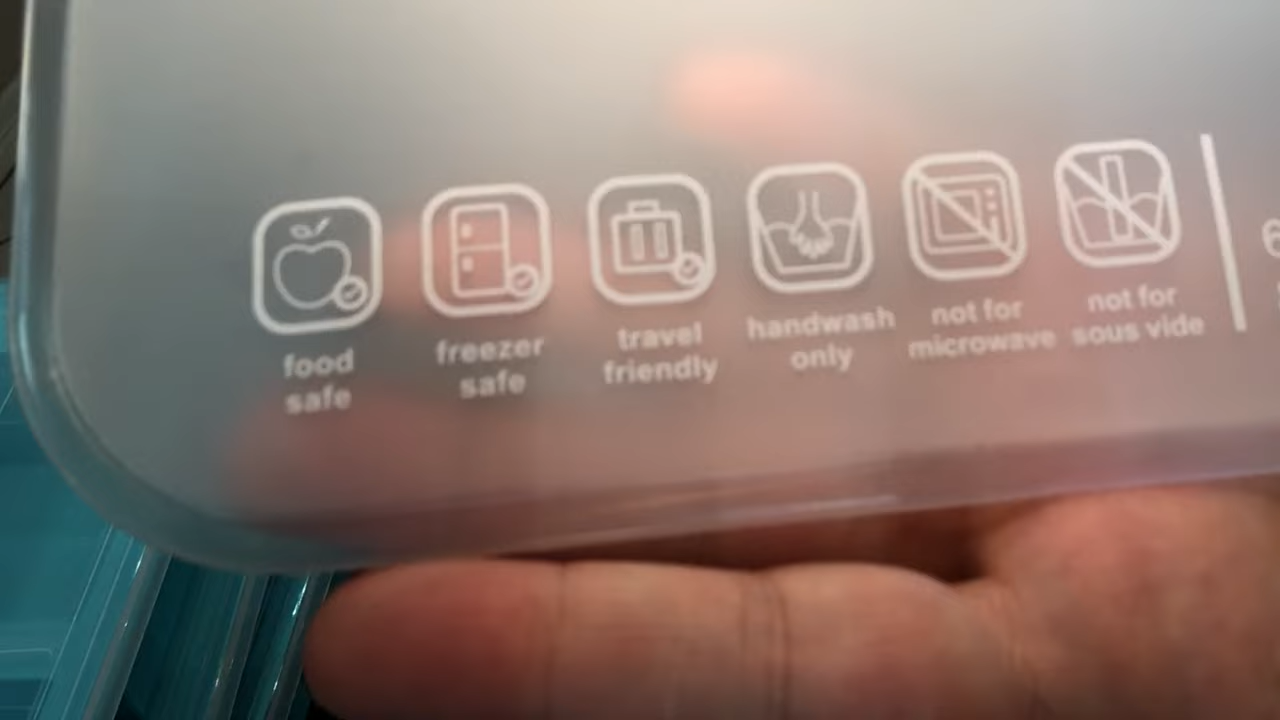 food
safe
freezer
safe
travel
friendly
handwash
only
not for
microwave
not for
sous vide